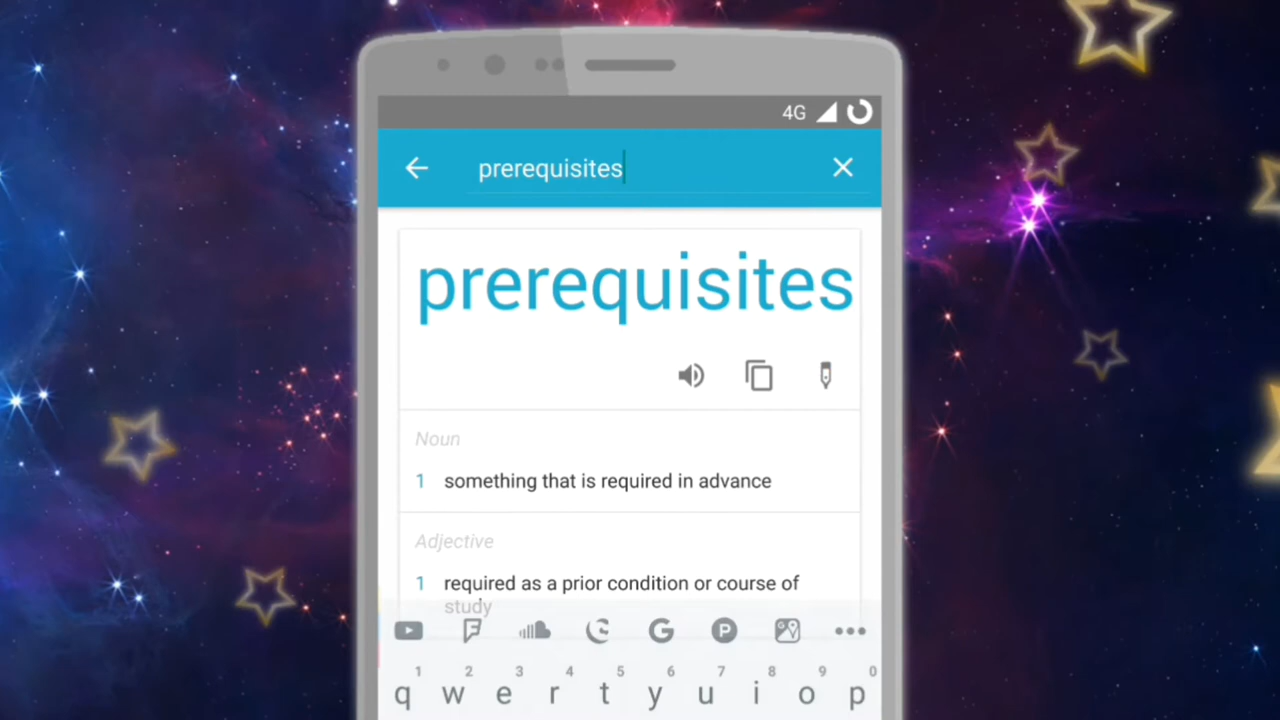 4G
prerequisites
prerequisites
Noun
1 something that is required in advance
Adjective
1 required as a prior condition or course of
study
1 2 3 4 5 6 7 8 9 0
q w e r t y u i o p